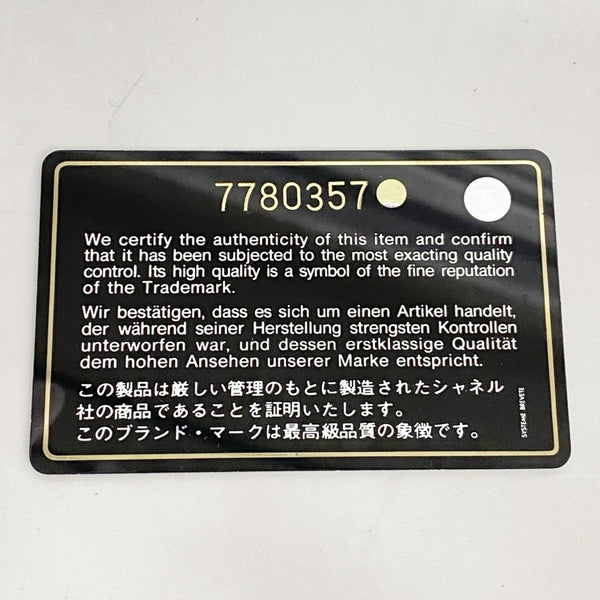 7780357
We certify the authenticity of this item and confirm
that it has been subjected to the most exacting quality
control. Its high quality is a symbol of the fine reputation
of the Trademark.
Wir bestätigen, dass es sich um einen Artikel handelt,
der während seiner Herstellung strengsten Kontrollen
unterworfen war, und dessen erstklassige Qualität
dem hohen Ansehen unserer Marke entspricht.
この製品は厳しい管理のもとに製造されたシャネル
社の商品であることを証明いたします。
このブランド・マークは最高級品質の象徴です。
SYSTEME BREVETE